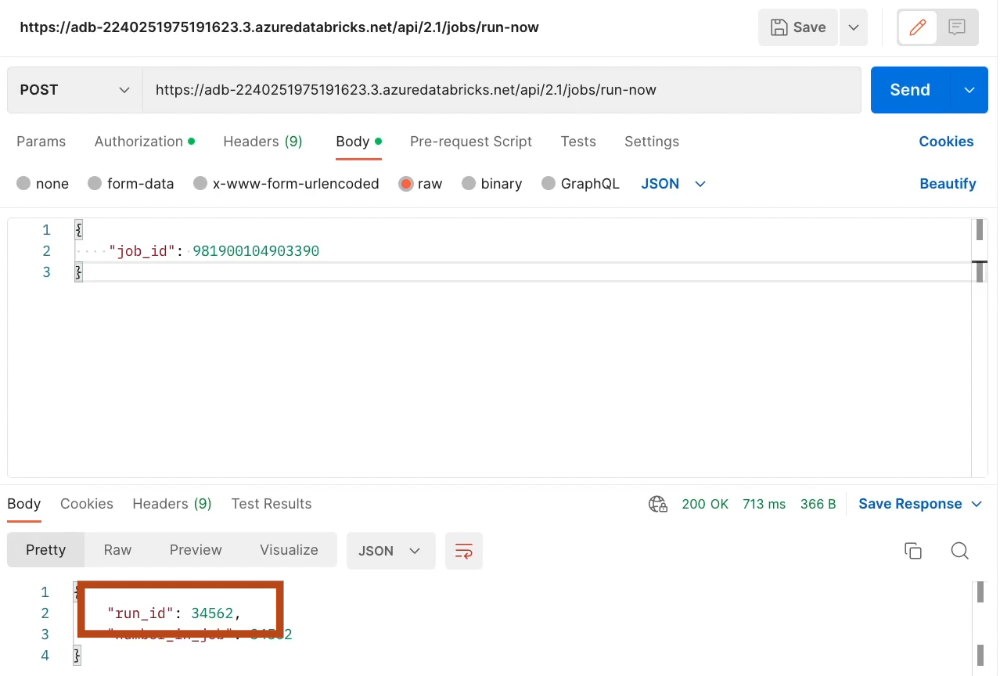 https://adb-2240251975191623.3.azuredatabricks.net/api/2.1/jobs/run-now Save
POST https://adb-2240251975191623.3.azuredatabricks.net/api/2.1/jobs/run-now Send
Params Authorization Headers (9) Body Pre-request Script Tests Settings Cookies
none form-data x-www-form-urlencoded raw binary GraphQL JSON Beautify
1 {
2 ····"job_id":·981900104903390
3 }
Body Cookies Headers (9) Test Results 200 OK 713 ms 366 B Save Response
Pretty Raw Preview Visualize JSON
1 {
2 "run_id": 34562,
3 "number_in_job": 34562
4 }